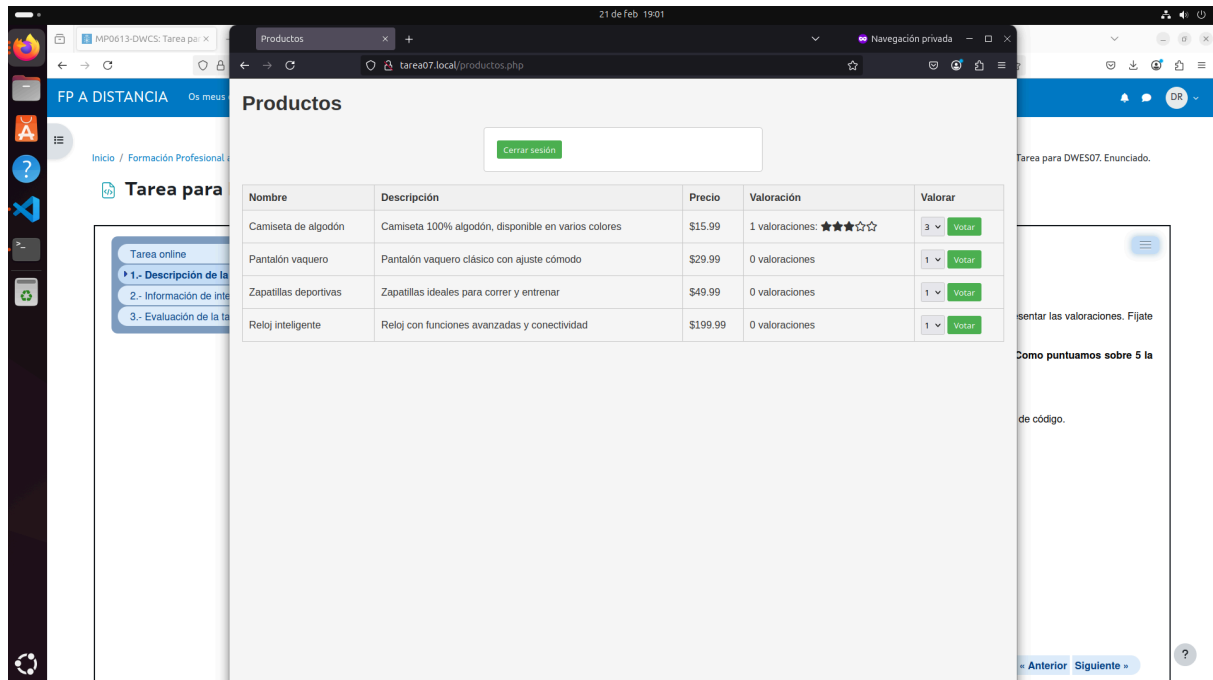 21 de feb 19:01
MP0613-DWCS: Tarea par
Productos
Navegación privada
tarea07.local/productos.php
FP A DISTANCIA
Os meus
DR
Productos
Cerrar sesión
Inicio / Formación Profesional
Tarea para DWES07. Enunciado.
Tarea para
Nombre Descripción Precio Valoración Valorar
Camiseta de algodón Camiseta 100% algodón, disponible en varios colores $15.99 1 valoraciones: ★★★☆☆ 3 Votar
Pantalón vaquero Pantalón vaquero clásico con ajuste cómodo $29.99 0 valoraciones 1 Votar
Zapatillas deportivas Zapatillas ideales para correr y entrenar $49.99 0 valoraciones 1 Votar
Reloj inteligente Reloj con funciones avanzadas y conectividad $199.99 0 valoraciones 1 Votar
Tarea online
1.- Descripción de la
2.- Información de inte
3.- Evaluación de la ta
sentar las valoraciones. Fíjate
Como puntuamos sobre 5 la
de código.
« Anterior Siguiente »
?